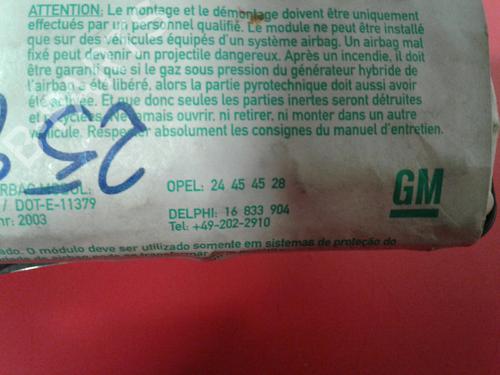 ATTENTION: Le montage et le démontage doivent être uniquement
effectués par un personnel qualifié. Le module ne peut être installé
que sur des véhicules équipés d'un système airbag. Un airbag mal
fixé peut devenir un projectile dangereux. Après un incendie, il doit
être garanti que si le gaz sous pression du générateur hybride de
l'airbag a été libéré, alors la partie pyrotechnique doit aussi avoir
été activée. Et que donc seules les parties inertes seront détruites
et recyclées. Ne jamais ouvrir, ni retirer, ni monter dans un autre
véhicule. Respecter absolument les consignes du manuel d'entretien.
25
OPEL: 24 45 45 28
/ DOT-E-11379
GM
DELPHI: 16 833 904
hr: 2003
Tel: +49-202-2910
ado. O módulo deve ser utilizado somente em sistemas de proteção do